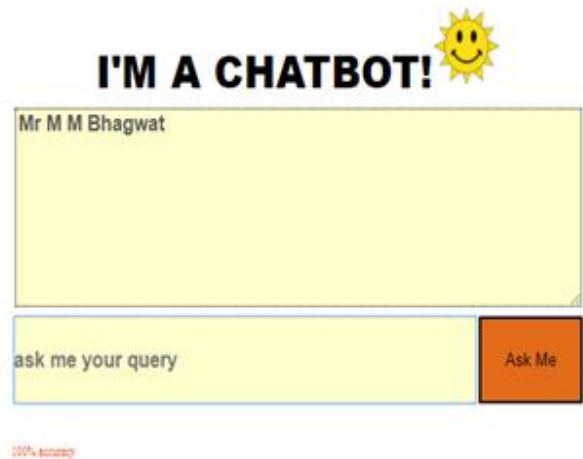 I'M A CHATBOT!
Mr M M Bhagwat
ask me your query
Ask Me
100% accuracy